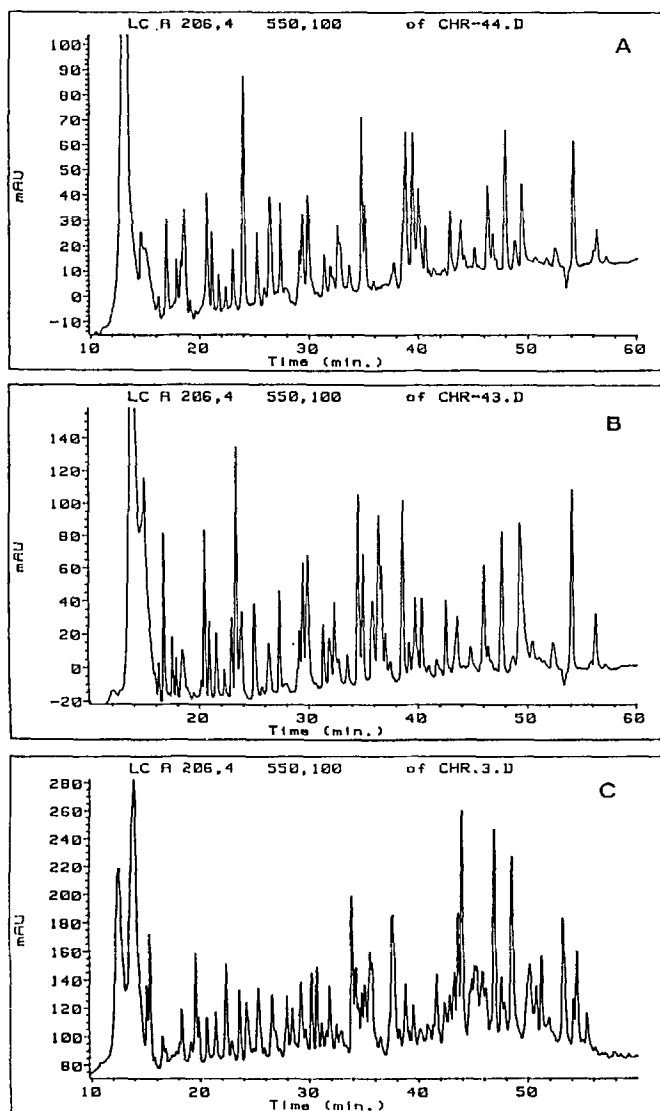 LC A 206,4 550,100 of CHR-44.D
A
100
90
80
70
60
50
40
30
20
10
0
-10
mAU
10 20 30 40 50 60
Time (min.)
LC A 206,4 550,100 of CHR-43.D
B
140
120
100
80
60
40
20
0
-20
mAU
20 30 40 50 60
Time (min.)
LC A 206,4 550,100 of CHR.3.D
C
280
260
240
220
200
180
160
140
120
100
80
mAU
10 20 30 40 50
Time (min.)